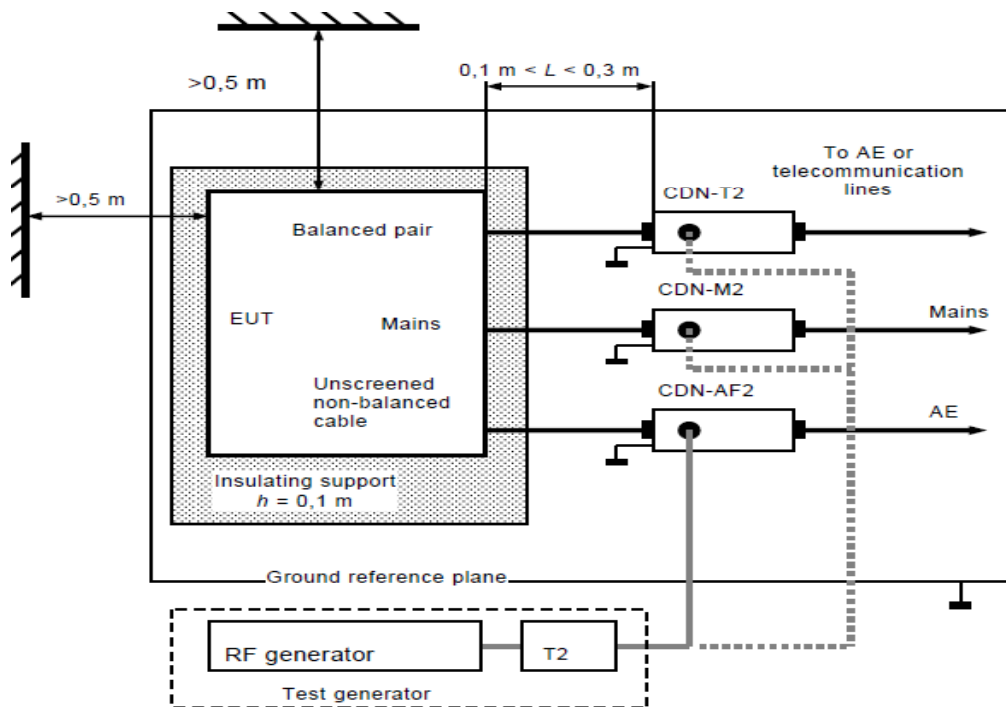 >0,5 m
0,1 m < L < 0,3 m
>0,5 m
To AE or
telecommunication
lines
CDN-T2
Balanced pair
CDN-M2
EUT
Mains
Mains
Unscreened
non-balanced
cable
CDN-AF2
AE
Insulating support
h = 0,1 m
Ground reference plane
RF generator
T2
Test generator